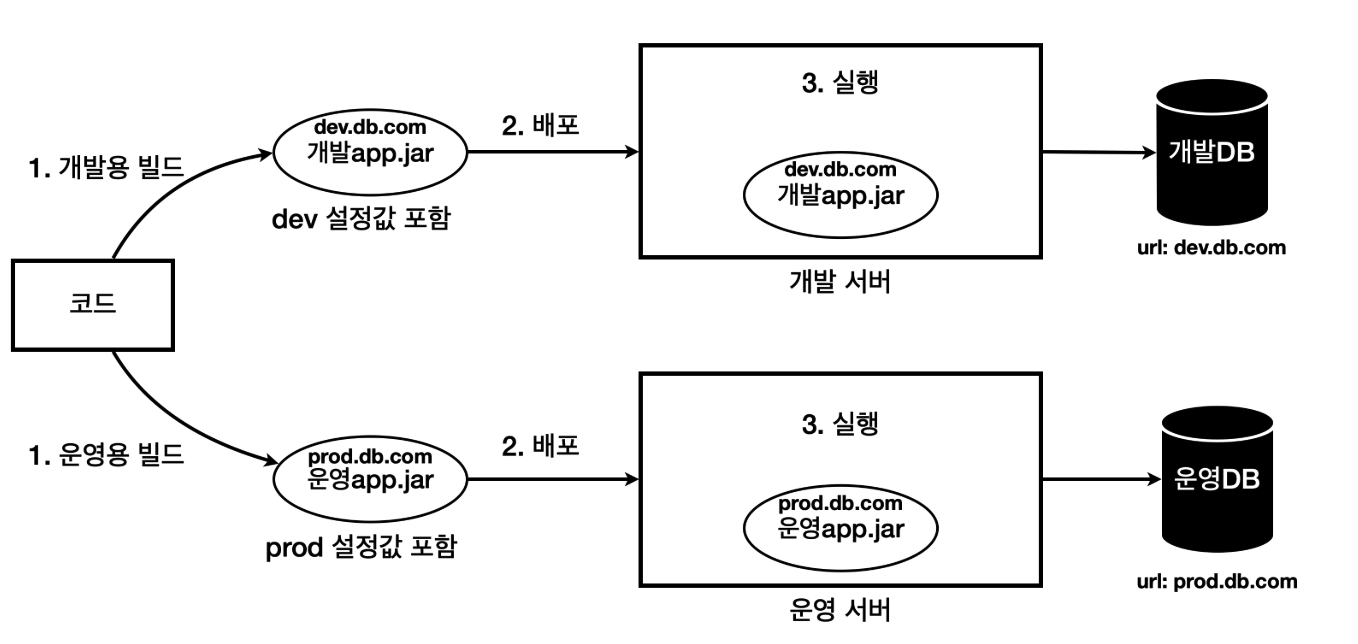 1. 개발용 빌드
dev.db.com
개발app.jar
dev 설정값 포함
2. 배포
3. 실행
dev.db.com
개발app.jar
개발 서버
개발DB
url: dev.db.com
코드
1. 운영용 빌드
prod.db.com
운영app.jar
prod 설정값 포함
2. 배포
3. 실행
prod.db.com
운영app.jar
운영 서버
운영DB
url: prod.db.com